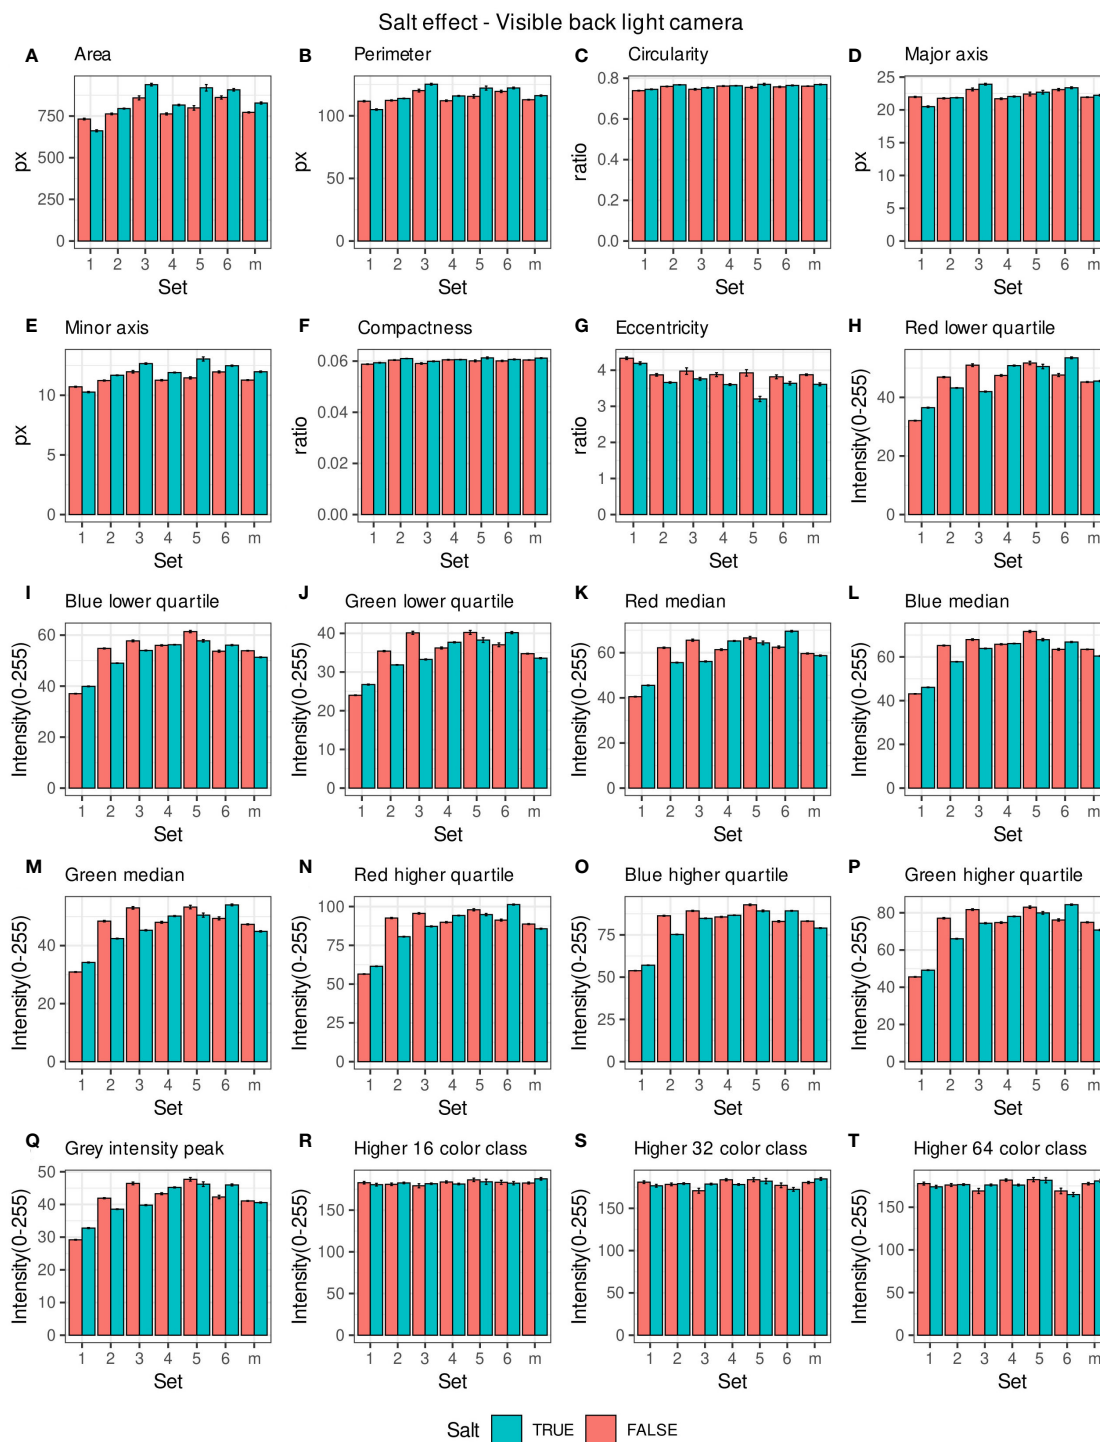 Salt effect - Visible back light camera
A Area
px
750
500
250
0
1 2 3 4 5 6 m
Set
B Perimeter
px
100
50
0
1 2 3 4 5 6 m
Set
C Circularity
ratio
0.8
0.6
0.4
0.2
0.0
1 2 3 4 5 6 m
Set
D Major axis
px
25
20
15
10
5
0
1 2 3 4 5 6 m
Set
E Minor axis
px
10
5
0
1 2 3 4 5 6 m
Set
F Compactness
ratio
0.06
0.04
0.02
0.00
1 2 3 4 5 6 m
Set
G Eccentricity
ratio
4
3
2
1
0
1 2 3 4 5 6 m
Set
H Red lower quartile
Intensity(0-255)
40
20
0
1 2 3 4 5 6 m
Set
I Blue lower quartile
Intensity(0-255)
60
40
20
0
1 2 3 4 5 6 m
Set
J Green lower quartile
Intensity(0-255)
40
30
20
10
0
1 2 3 4 5 6 m
Set
K Red median
Intensity(0-255)
60
40
20
0
1 2 3 4 5 6 m
Set
L Blue median
Intensity(0-255)
60
40
20
0
1 2 3 4 5 6 m
Set
M Green median
Intensity(0-255)
40
20
0
1 2 3 4 5 6 m
Set
N Red higher quartile
Intensity(0-255)
100
75
50
25
0
1 2 3 4 5 6 m
Set
O Blue higher quartile
Intensity(0-255)
75
50
25
0
1 2 3 4 5 6 m
Set
P Green higher quartile
Intensity(0-255)
80
60
40
20
0
1 2 3 4 5 6 m
Set
Q Grey intensity peak
Intensity(0-255)
50
40
30
20
10
0
1 2 3 4 5 6 m
Set
R Higher 16 color class
Intensity(0-255)
150
100
50
0
1 2 3 4 5 6 m
Set
S Higher 32 color class
Intensity(0-255)
150
100
50
0
1 2 3 4 5 6 m
Set
T Higher 64 color class
Intensity(0-255)
150
100
50
0
1 2 3 4 5 6 m
Set
Salt TRUE FALSE